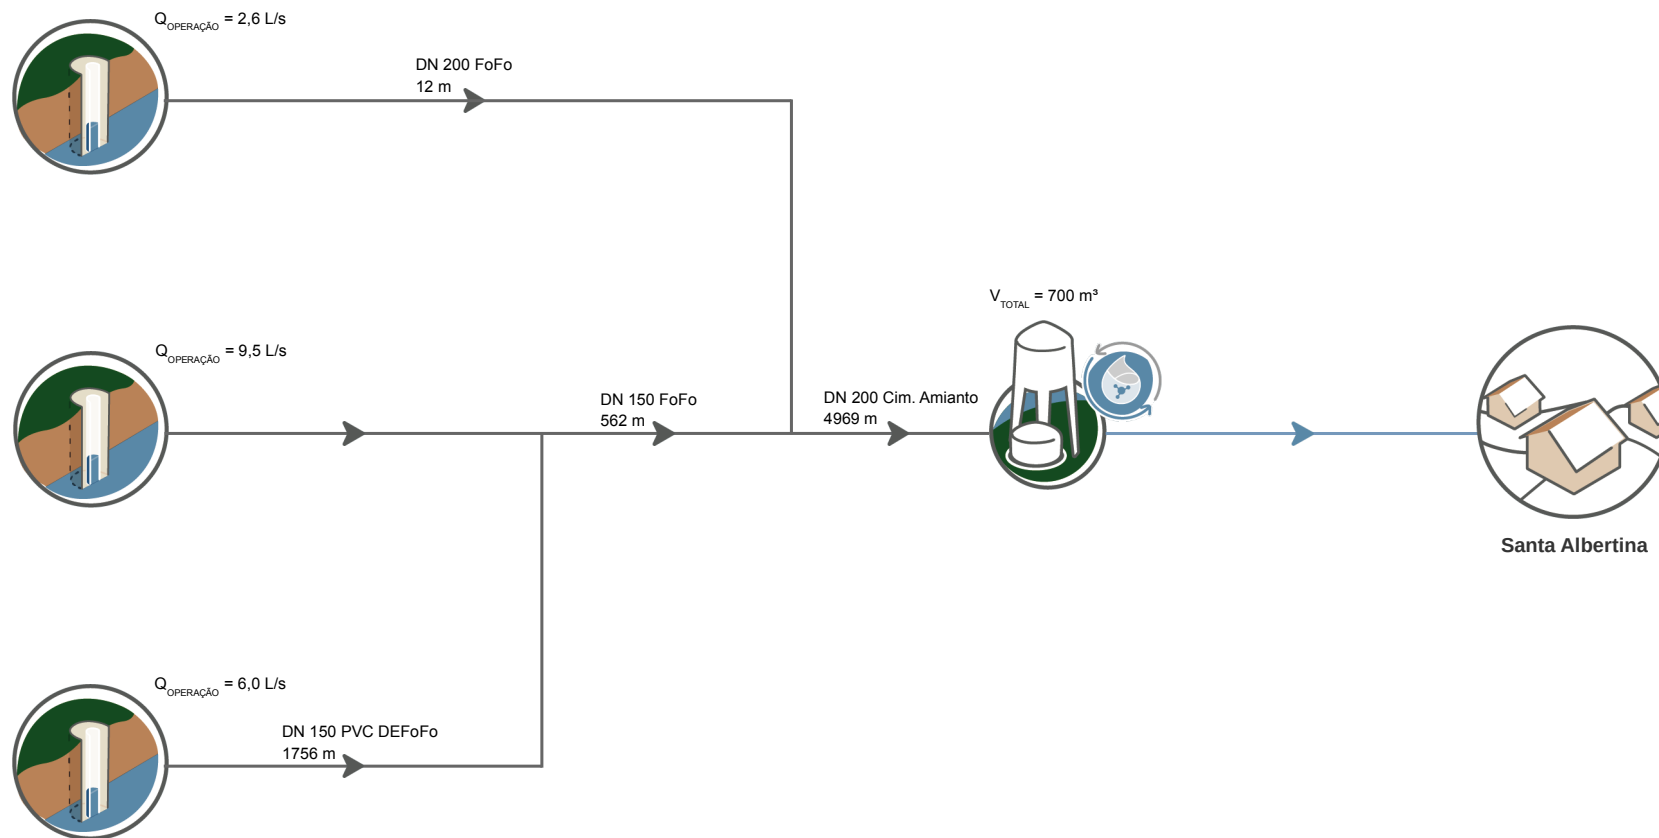 QOPERAÇÃO = 2,6 L/s
DN 200 FoFo
12 m
VTOTAL = 700 m³
QOPERAÇÃO = 9,5 L/s
DN 150 FoFo
562 m
DN 200 Cim. Amianto
4969 m
Santa Albertina
QOPERAÇÃO = 6,0 L/s
DN 150 PVC DEFoFo
1756 m